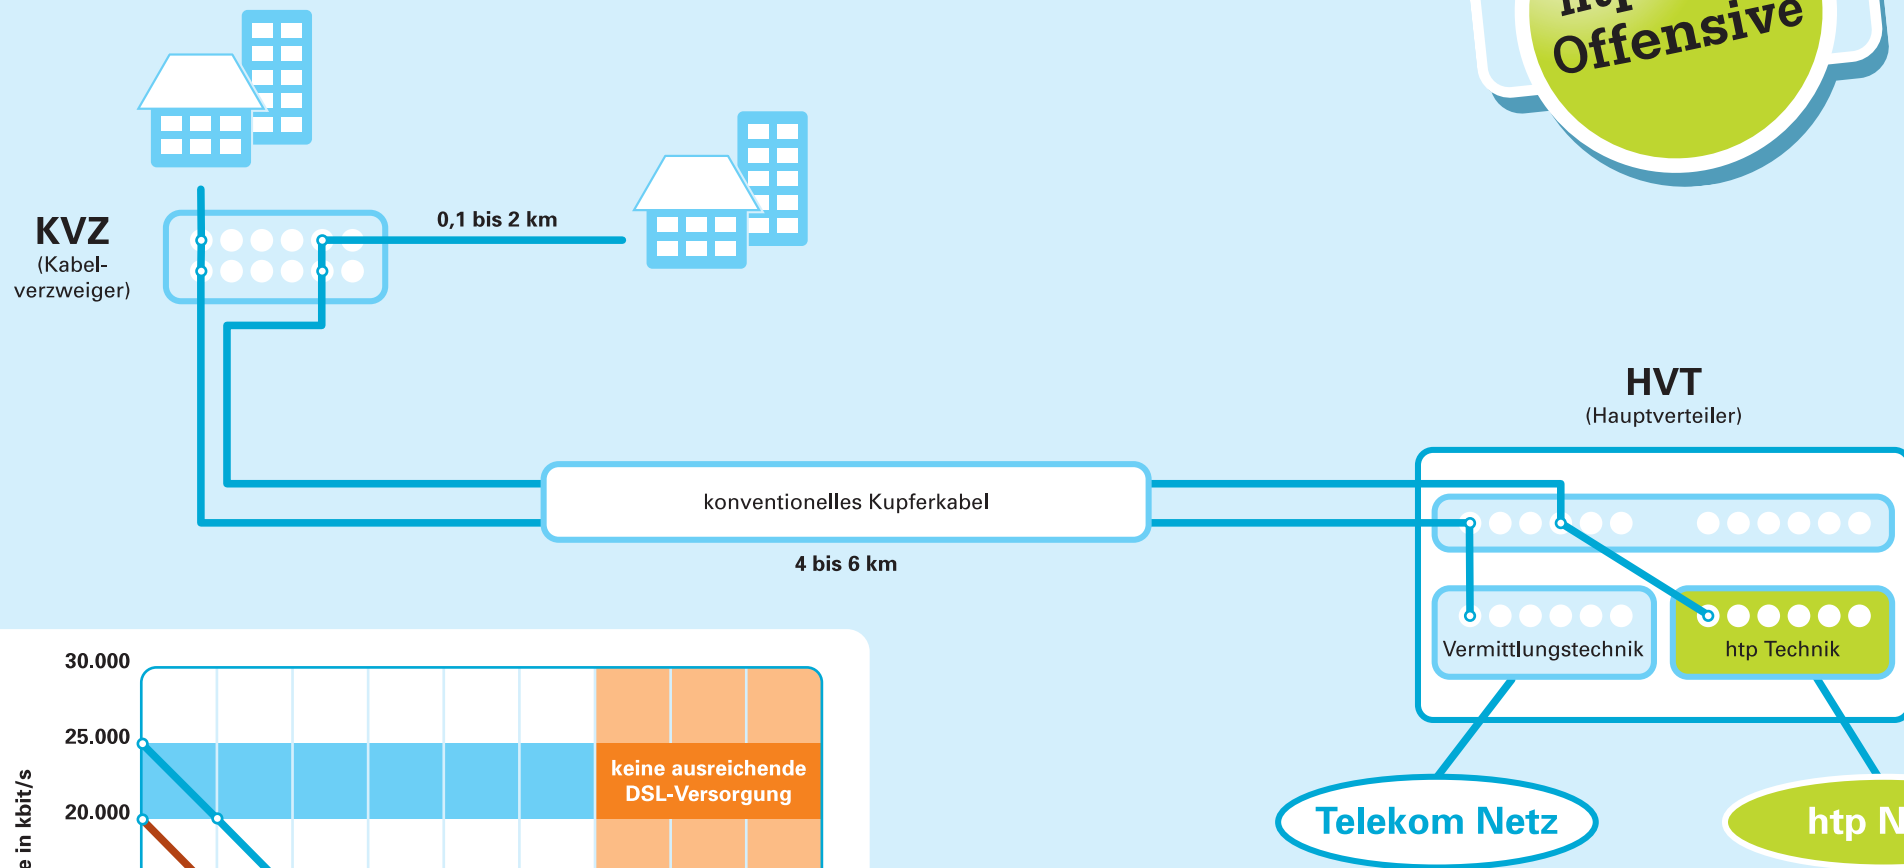 Offensive
KVZ
(Kabel-
verzweiger)
0,1 bis 2 km
HVT
(Hauptverteiler)
konventionelles Kupferkabel
4 bis 6 km
Vermittlungstechnik
htp Technik
30.000
25.000
20.000
keine ausreichende
DSL-Versorgung
in kbit/s
Telekom Netz
htp